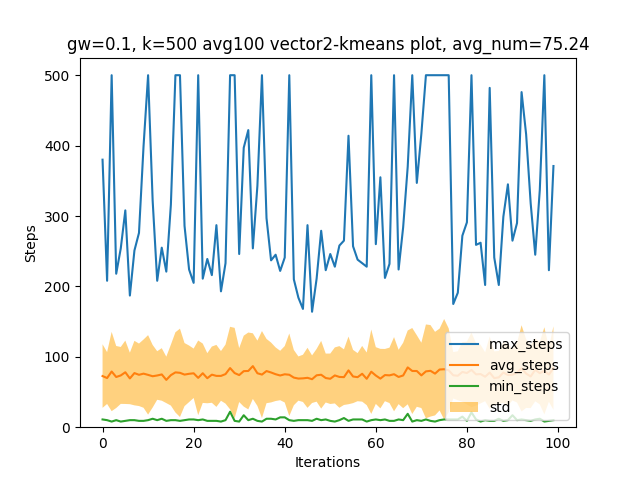 gw=0.1, k=500 avg100 vector2-kmeans plot, avg_num=75.24
500
400
300
200
100
0
Steps
max_steps
avg_steps
min_steps
std
0 20 40 60 80 100
Iterations